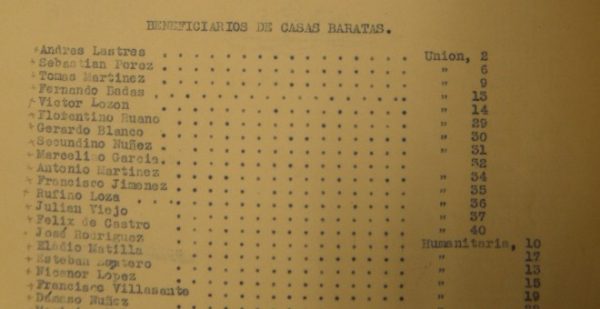 BENEFICIARIOS DE CASAS BARATAS.
Andres Lastres . . . . . . . . . . . . Union, 2
Sebastian Perez . . . . . . . . . . . . " 6
Tomas Martinez . . . . . . . . . . . . " 9
Fernando Dadas . . . . . . . . . . . . " 13
Victor Lozon . . . . . . . . . . . . " 14
Florentino Ruano . . . . . . . . . . . . " 29
Gerardo Blanco . . . . . . . . . . . . " 30
Secundino Nuñez . . . . . . . . . . . . " 31
Marcelino Garcia. . . . . . . . . . . . " 32
Antonio Martinez . . . . . . . . . . . . " 34
Francisco Jimenez . . . . . . . . . . . . " 35
Rufino Loza . . . . . . . . . . . . " 36
Julian Viejo . . . . . . . . . . . . " 37
Felix de Castro . . . . . . . . . . . . " 40
José Rodriguez . . . . . . . . . . . . Humanitaria, 10
Eladio Matilla . . . . . . . . . . . . " 17
Esteban . . . . . . . . . . . . " 13
Nicanor Lopez . . . . . . . . . . . . " 15
Francisco Villasante . . . . . . . . . . . . " 19
Dámaso Nuñez . . . . . . . . . . . . "